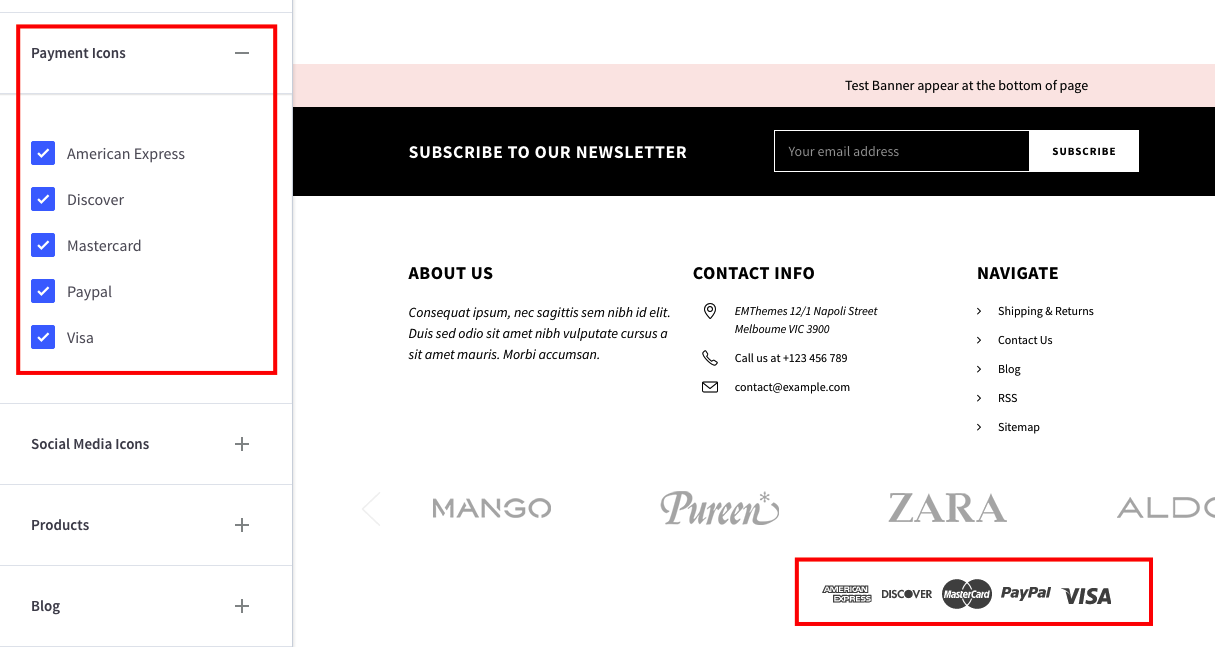 Payment Icons
American Express
Discover
Mastercard
Paypal
Visa
Social Media Icons
Products
Blog
Test Banner appear at the bottom of page
SUBSCRIBE TO OUR NEWSLETTER
Your email address
SUBSCRIBE
ABOUT US
Consequat ipsum, nec sagittis sem nibh id elit.
Duis sed odio sit amet nibh vulputate cursus a
sit amet mauris. Morbi accumsan.
CONTACT INFO
EMThemes 12/1 Napoli Street
Melboume VIC 3900
Call us at +123 456 789
contact@example.com
NAVIGATE
Shipping & Returns
Contact Us
Blog
RSS
Sitemap
MANGO
Pureen*
ZARA
ALDO
AMERICAN
EXPRESS
DISCOVER
MasterCard
PayPal
VISA